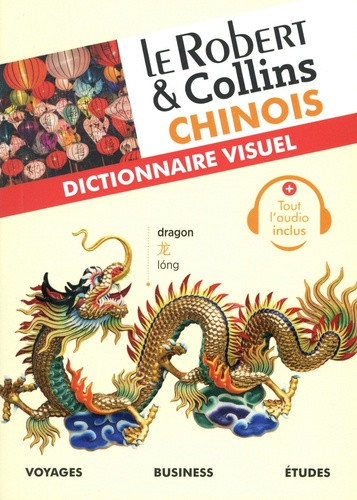 Le Robert
& Collins
CHINOIS
DICTIONNAIRE VISUEL
+
Tout
l'audio
inclus
dragon
龙
lóng
VOYAGES BUSINESS ÉTUDES